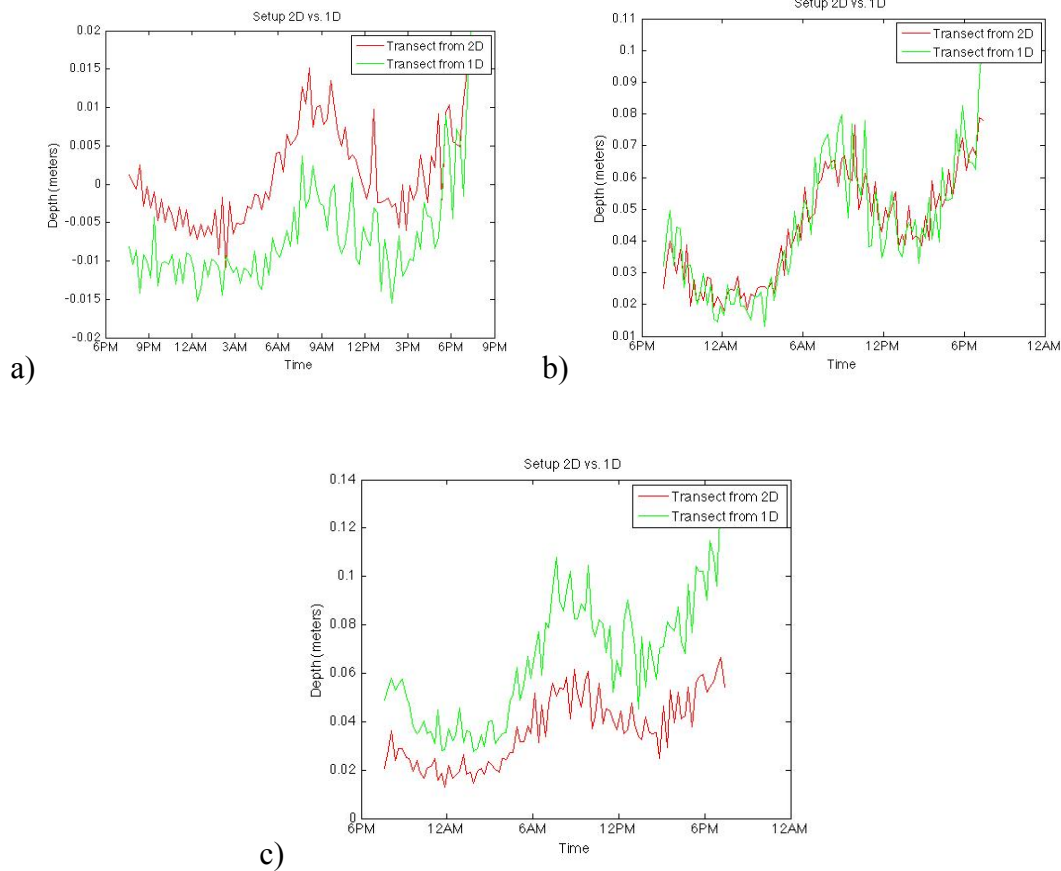 Setup 2D vs. 1D
Transect from 2D
Transect from 1D
0.02
0.015
0.01
0.005
0
-0.005
-0.01
-0.015
-0.02
Depth (meters)
6PM 9PM 12AM 3AM 6AM 9AM 12PM 3PM 6PM 9PM
Time
a)
Setup 2D vs. 1D
Transect from 2D
Transect from 1D
0.11
0.1
0.09
0.08
0.07
0.06
0.05
0.04
0.03
0.02
0.01
Depth (meters)
6PM 12AM 6AM 12PM 6PM 12AM
Time
b)
Setup 2D vs. 1D
Transect from 2D
Transect from 1D
0.14
0.12
0.1
0.08
0.06
0.04
0.02
0
Depth (meters)
6PM 12AM 6AM 12PM 6PM 12AM
Time
c)